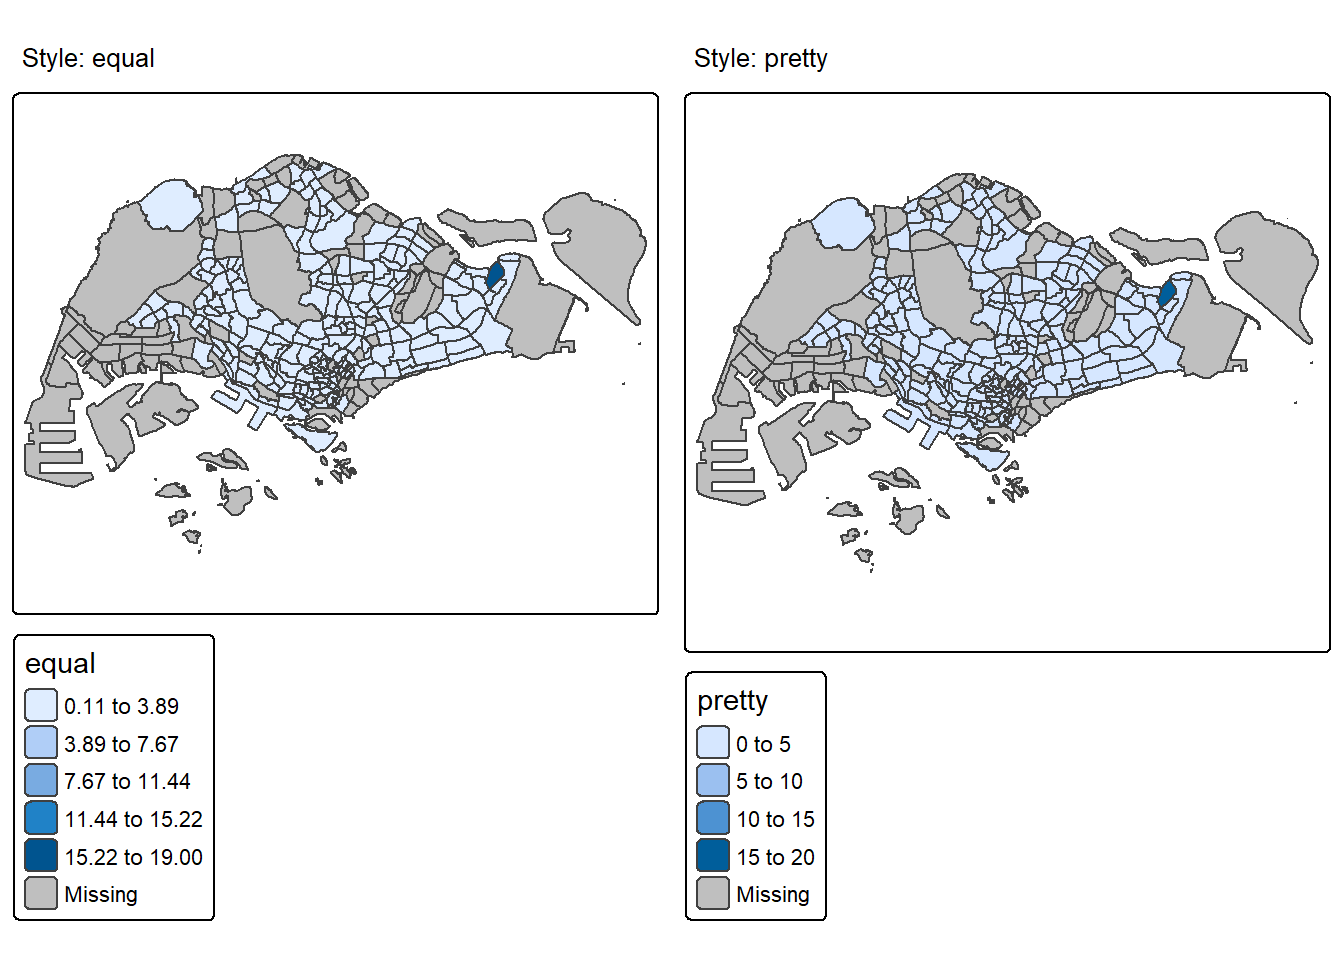 Style: equal
Style: pretty
equal
0.11 to 3.89
3.89 to 7.67
7.67 to 11.44
11.44 to 15.22
15.22 to 19.00
Missing
pretty
0 to 5
5 to 10
10 to 15
15 to 20
Missing